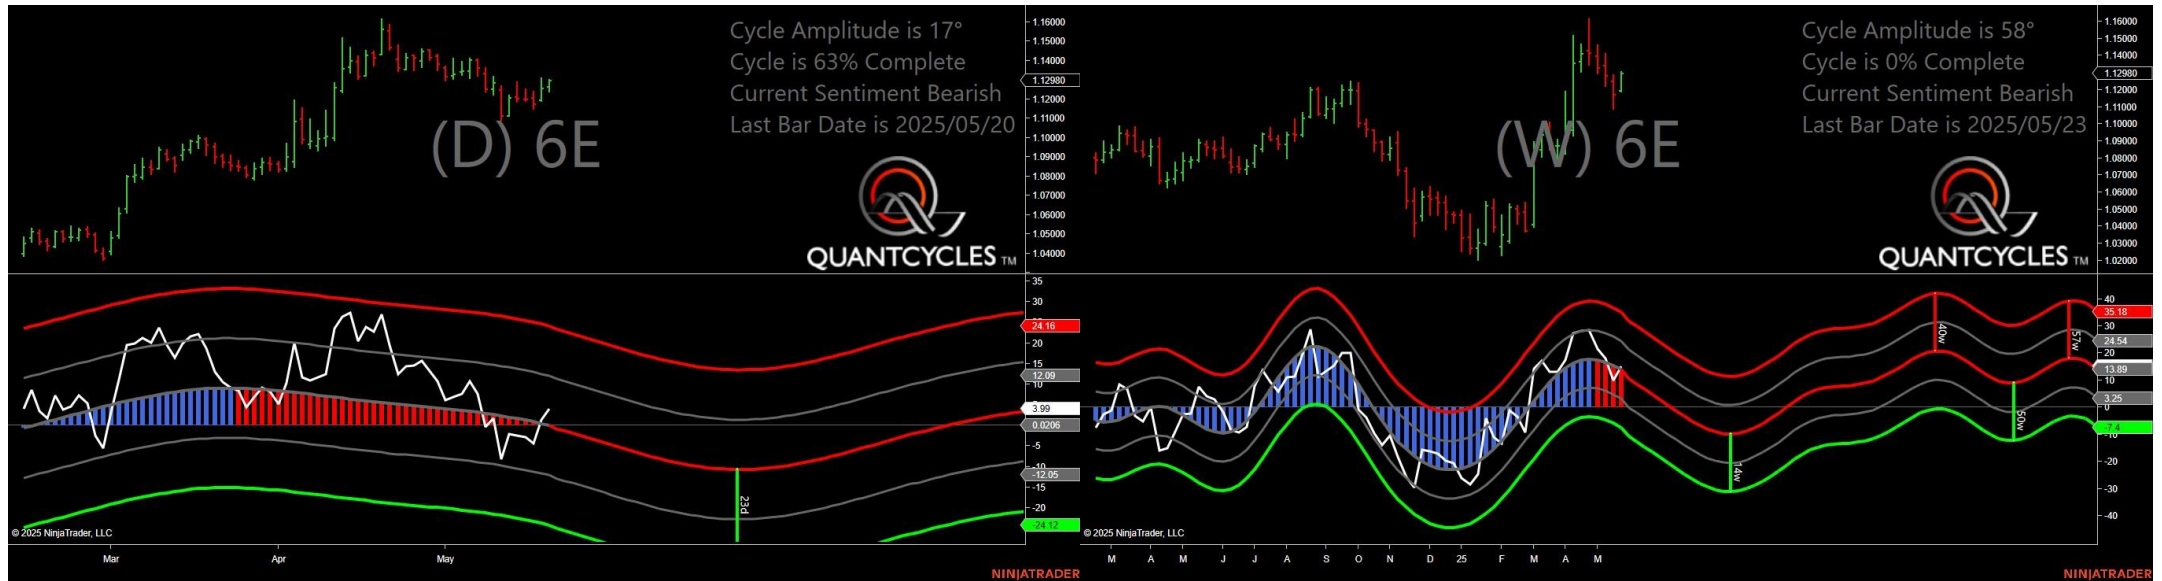 Cycle Amplitude is 17°
Cycle is 63% Complete
Current Sentiment Bearish
Last Bar Date is 2025/05/20
(D) 6E
QUANTCYCLES TM
1.16000
1.15000
1.14000
1.12980
1.12000
1.11000
1.10000
1.09000
1.08000
1.07000
1.06000
1.05000
1.04000
35
30
24.16
20
15
12.09
10
3.99
0.0206
-5
-10
-12.05
-15
-20
-24.12
23d
© 2025 NinjaTrader, LLC
Mar
Apr
May
NINJATRADER
Cycle Amplitude is 58°
Cycle is 0% Complete
Current Sentiment Bearish
Last Bar Date is 2025/05/23
(W) 6E
QUANTCYCLES TM
1.16000
1.15000
1.14000
1.12980
1.12000
1.11000
1.10000
1.09000
1.08000
1.07000
1.06000
1.05000
1.04000
1.03000
1.02000
40
35.18
30
24.54
20
13.89
10
3.25
0
-7.4
-10
-20
-30
-40
14w
40w
50w
57w
© 2025 NinjaTrader, LLC
M A M J J A S O N D 25 F M A M
NINJATRADER